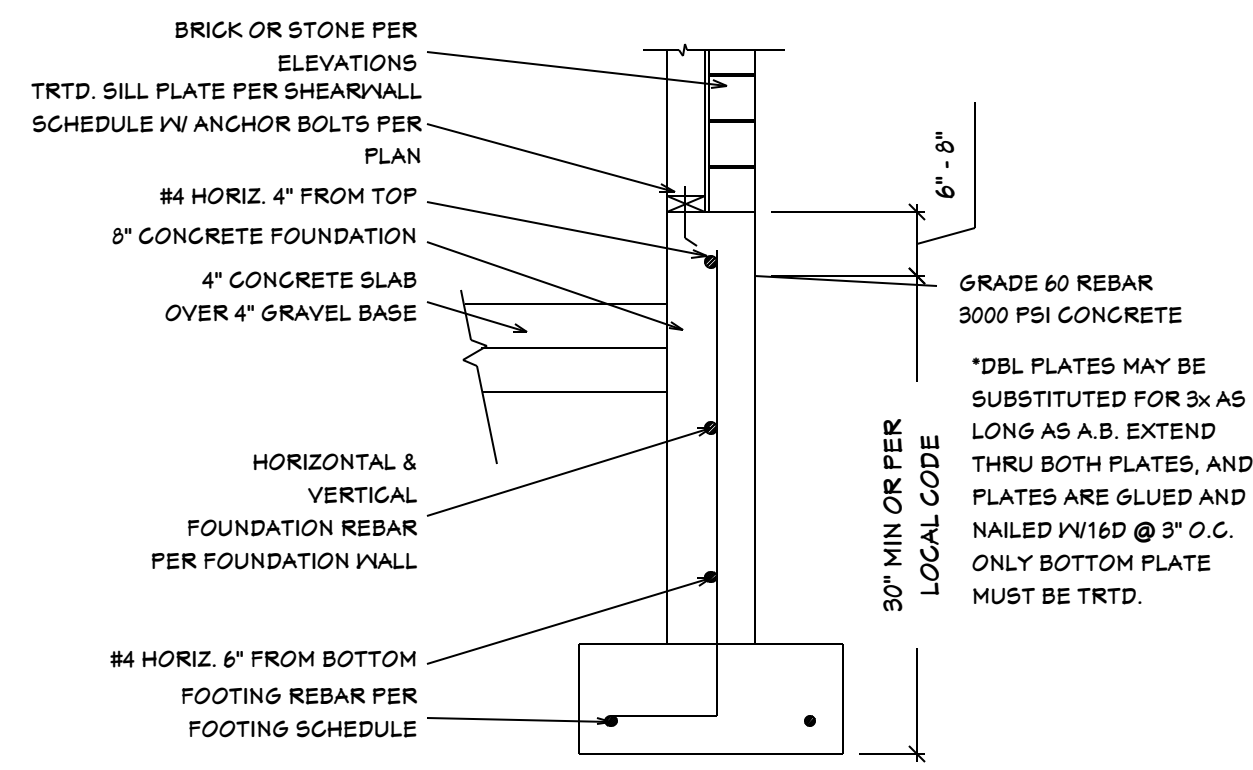 BRICK OR STONE PER
ELEVATIONS
TRTD. SILL PLATE PER SHEARWALL
SCHEDULE W/ ANCHOR BOLTS PER
PLAN
#4 HORIZ. 4" FROM TOP
8" CONCRETE FOUNDATION
4" CONCRETE SLAB
OVER 4" GRAVEL BASE
HORIZONTAL &
VERTICAL
FOUNDATION REBAR
PER FOUNDATION WALL
#4 HORIZ. 6" FROM BOTTOM
FOOTING REBAR PER
FOOTING SCHEDULE
6" - 8"
30" MIN OR PER
LOCAL CODE
GRADE 60 REBAR
3000 PSI CONCRETE
*DBL PLATES MAY BE
SUBSTITUTED FOR 3x AS
LONG AS A.B. EXTEND
THRU BOTH PLATES, AND
PLATES ARE GLUED AND
NAILED W/16D @ 3" O.C.
ONLY BOTTOM PLATE
MUST BE TRTD.